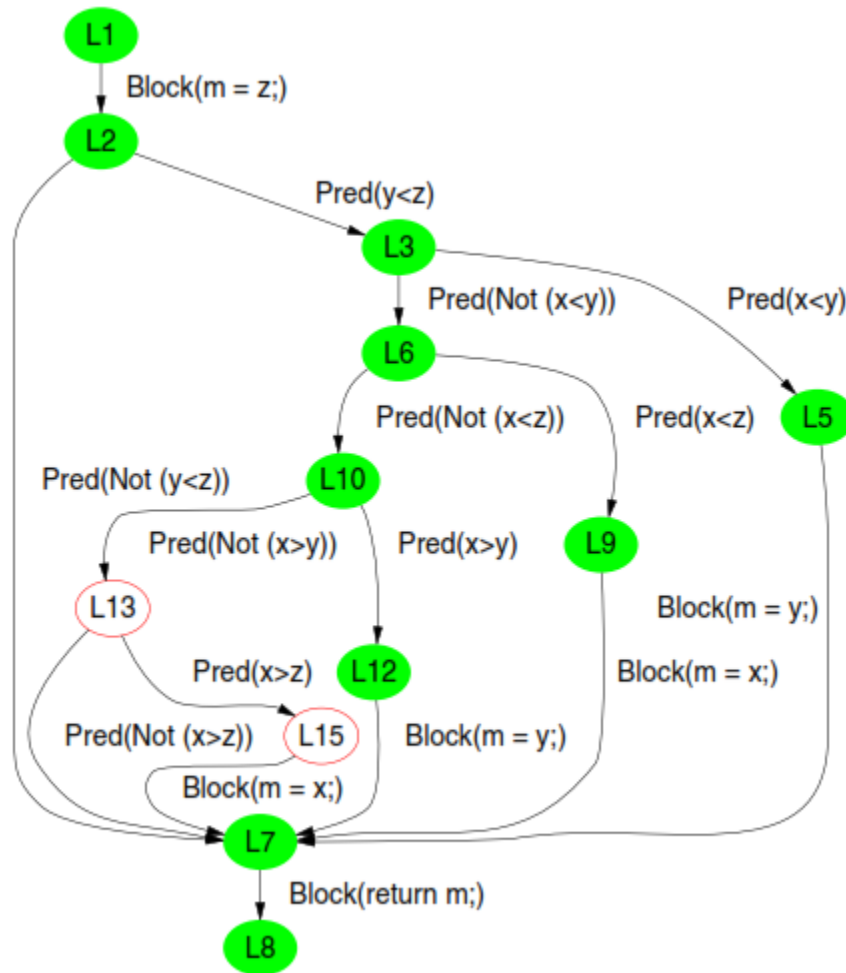 L1
Block(m = z;)
L2
Pred(y<z)
L3
Pred(Not (x<y))
Pred(x<y)
L6
Pred(Not (x<z))
Pred(x<z)
L5
Pred(Not (y<z))
L10
Pred(Not (x>y))
Pred(x>y)
L9
L13
Block(m = y;)
Pred(x>z)
L12
Block(m = x;)
Pred(Not (x>z))
L15
Block(m = y;)
Block(m = x;)
L7
Block(return m;)
L8